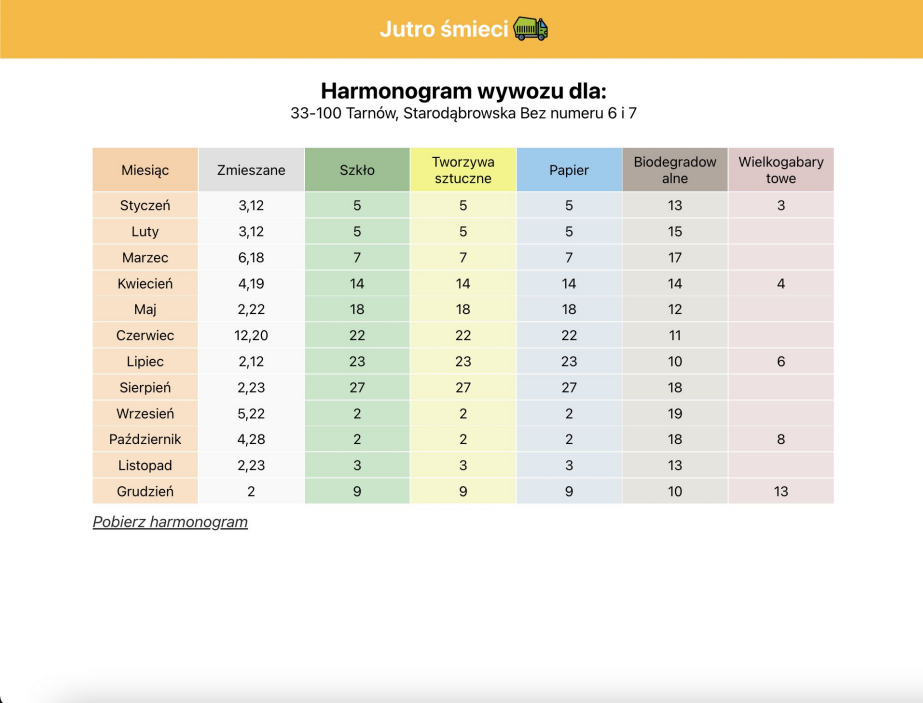 Jutro śmieci
Harmonogram wywozu dla:
33-100 Tarnów, Starodąbrowska Bez numeru 6 i 7
Miesiąc Zmieszane Szkło Tworzywa sztuczne Papier Biodegradow alne Wielkogabary towe
Styczeń 3,12 5 5 5 13 3
Luty 3,12 5 5 5 15
Marzec 6,18 7 7 7 17
Kwiecień 4,19 14 14 14 14 4
Maj 2,22 18 18 18 12
Czerwiec 12,20 22 22 22 11
Lipiec 2,12 23 23 23 10 6
Sierpień 2,23 27 27 27 18
Wrzesień 5,22 2 2 2 19
Październik 4,28 2 2 2 18 8
Listopad 2,23 3 3 3 13
Grudzień 2 9 9 9 10 13
Pobierz harmonogram